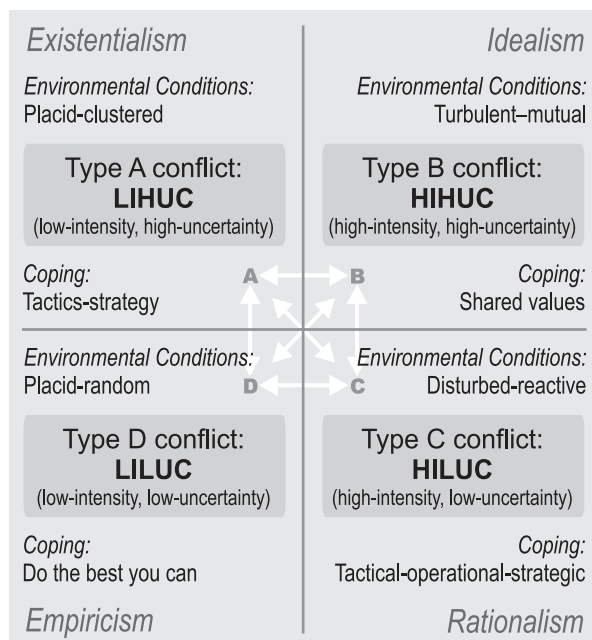 Existentialism
Environmental Conditions:
Placid-clustered
Type A conflict:
LIHUC
(low-intensity, high-uncertainty)
Coping:
Tactics-strategy
Idealism
Environmental Conditions:
Turbulent–mutual
Type B conflict:
HIHUC
(high-intensity, high-uncertainty)
Coping:
Shared values
A
B
D
C
Environmental Conditions:
Placid-random
Type D conflict:
LILUC
(low-intensity, low-uncertainty)
Coping:
Do the best you can
Empiricism
Environmental Conditions:
Disturbed-reactive
Type C conflict:
HILUC
(high-intensity, low-uncertainty)
Coping:
Tactical-operational-strategic
Rationalism